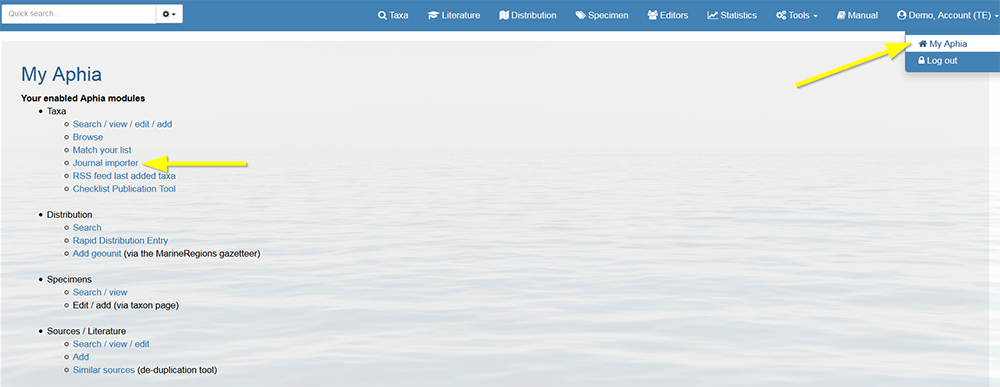 Quick search ...
Taxa Literature Distribution Specimen Editors Statistics Tools Manual Demo, Account (TE)
My Aphia
Log out
My Aphia
Your enabled Aphia modules
Taxa
Search / view / edit / add
Browse
Match your list
Journal importer
RSS feed last added taxa
Checklist Publication Tool
Distribution
Search
Rapid Distribution Entry
Add geounit (via the MarineRegions gazetteer)
Specimens
Search / view
Edit / add (via taxon page)
Sources / Literature
Search / view / edit
Add
Similar sources (de-duplication tool)